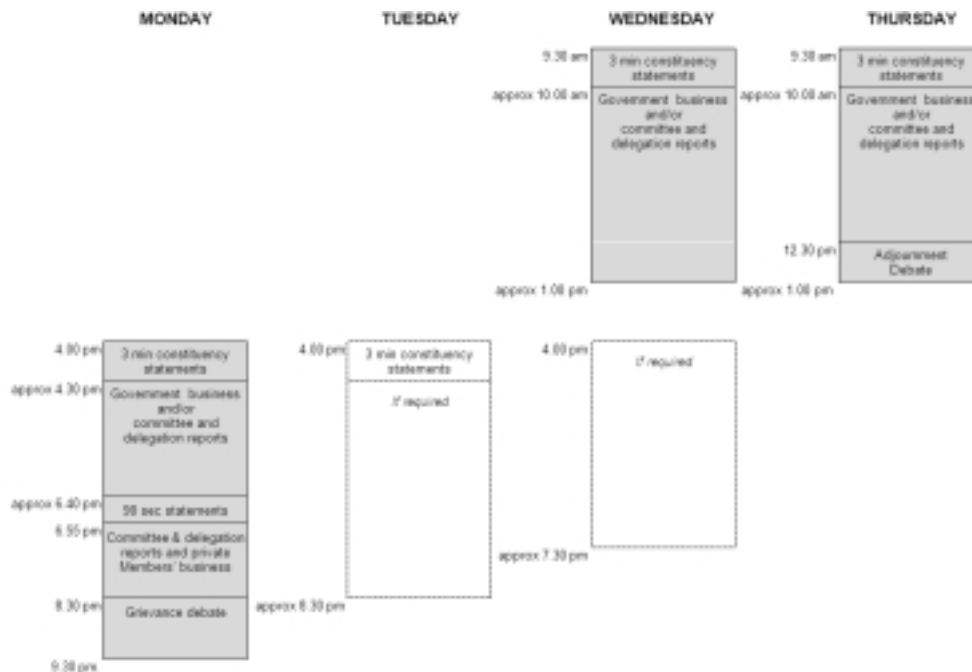 MONDAY
TUESDAY
WEDNESDAY
THURSDAY
9.30 am
3 min constituency
statements
approx 10.00 am
Government business
and/or
committee and
delegation reports
approx 1.00 pm
9.30 am
3 min constituency
statements
approx 10.00 am
Government business
and/or
committee and
delegation reports
12.30 pm
Adjournment
Debate
approx 1.00 pm
4.00 pm
3 min constituency
statements
approx 4.30 pm
Government business
and/or
committee and
delegation reports
approx 6.40 pm
90 sec statements
6.55 pm
Committee & delegation
reports and private
Members' business
8.30 pm
Grievance debate
9.30 pm
4.00 pm
3 min constituency
statements
If required
approx 8.30 pm
4.00 pm
If required
approx 7.30 pm